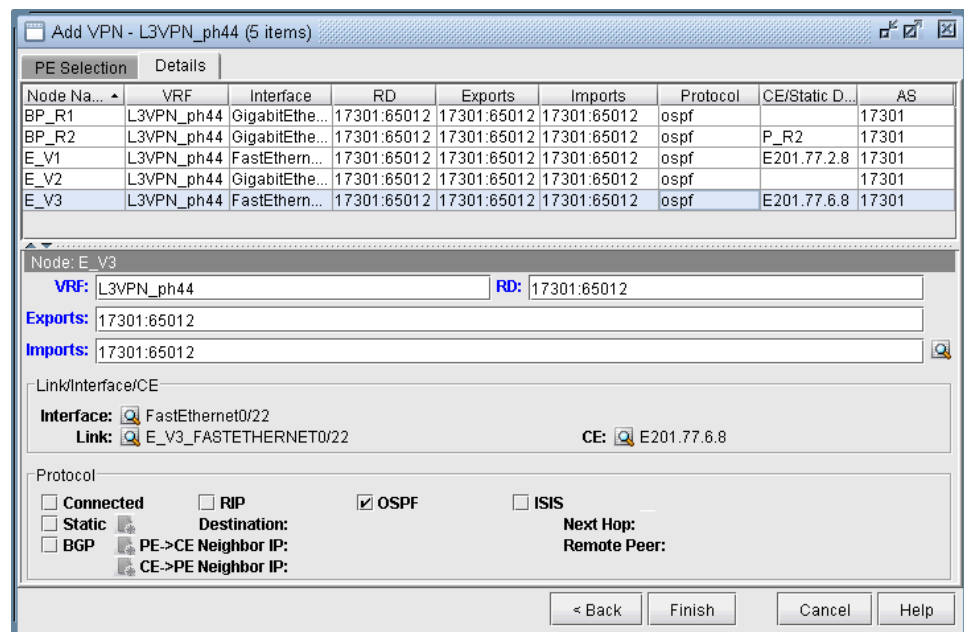 Add VPN - L3VPN_ph44 (5 items)
PE Selection Details
Node Na... VRF Interface RD Exports Imports Protocol CE/Static D... AS
BP_R1 L3VPN_ph44 GigabitEthe... 17301:65012 17301:65012 17301:65012 ospf 17301
BP_R2 L3VPN_ph44 GigabitEthe... 17301:65012 17301:65012 17301:65012 ospf P_R2 17301
E_V1 L3VPN_ph44 FastEthern... 17301:65012 17301:65012 17301:65012 ospf E201.77.2.8 17301
E_V2 L3VPN_ph44 GigabitEthe... 17301:65012 17301:65012 17301:65012 ospf 17301
E_V3 L3VPN_ph44 FastEthern... 17301:65012 17301:65012 17301:65012 ospf E201.77.6.8 17301
Node: E_V3
VRF: L3VPN_ph44 RD: 17301:65012
Exports: 17301:65012
Imports: 17301:65012
Link/Interface/CE
Interface: FastEthernet0/22
Link: E_V3_FASTETHERNET0/22 CE: E201.77.6.8
Protocol
Connected RIP OSPF ISIS
Static Destination: Next Hop:
BGP PE->CE Neighbor IP: Remote Peer:
CE->PE Neighbor IP:
< Back Finish Cancel Help